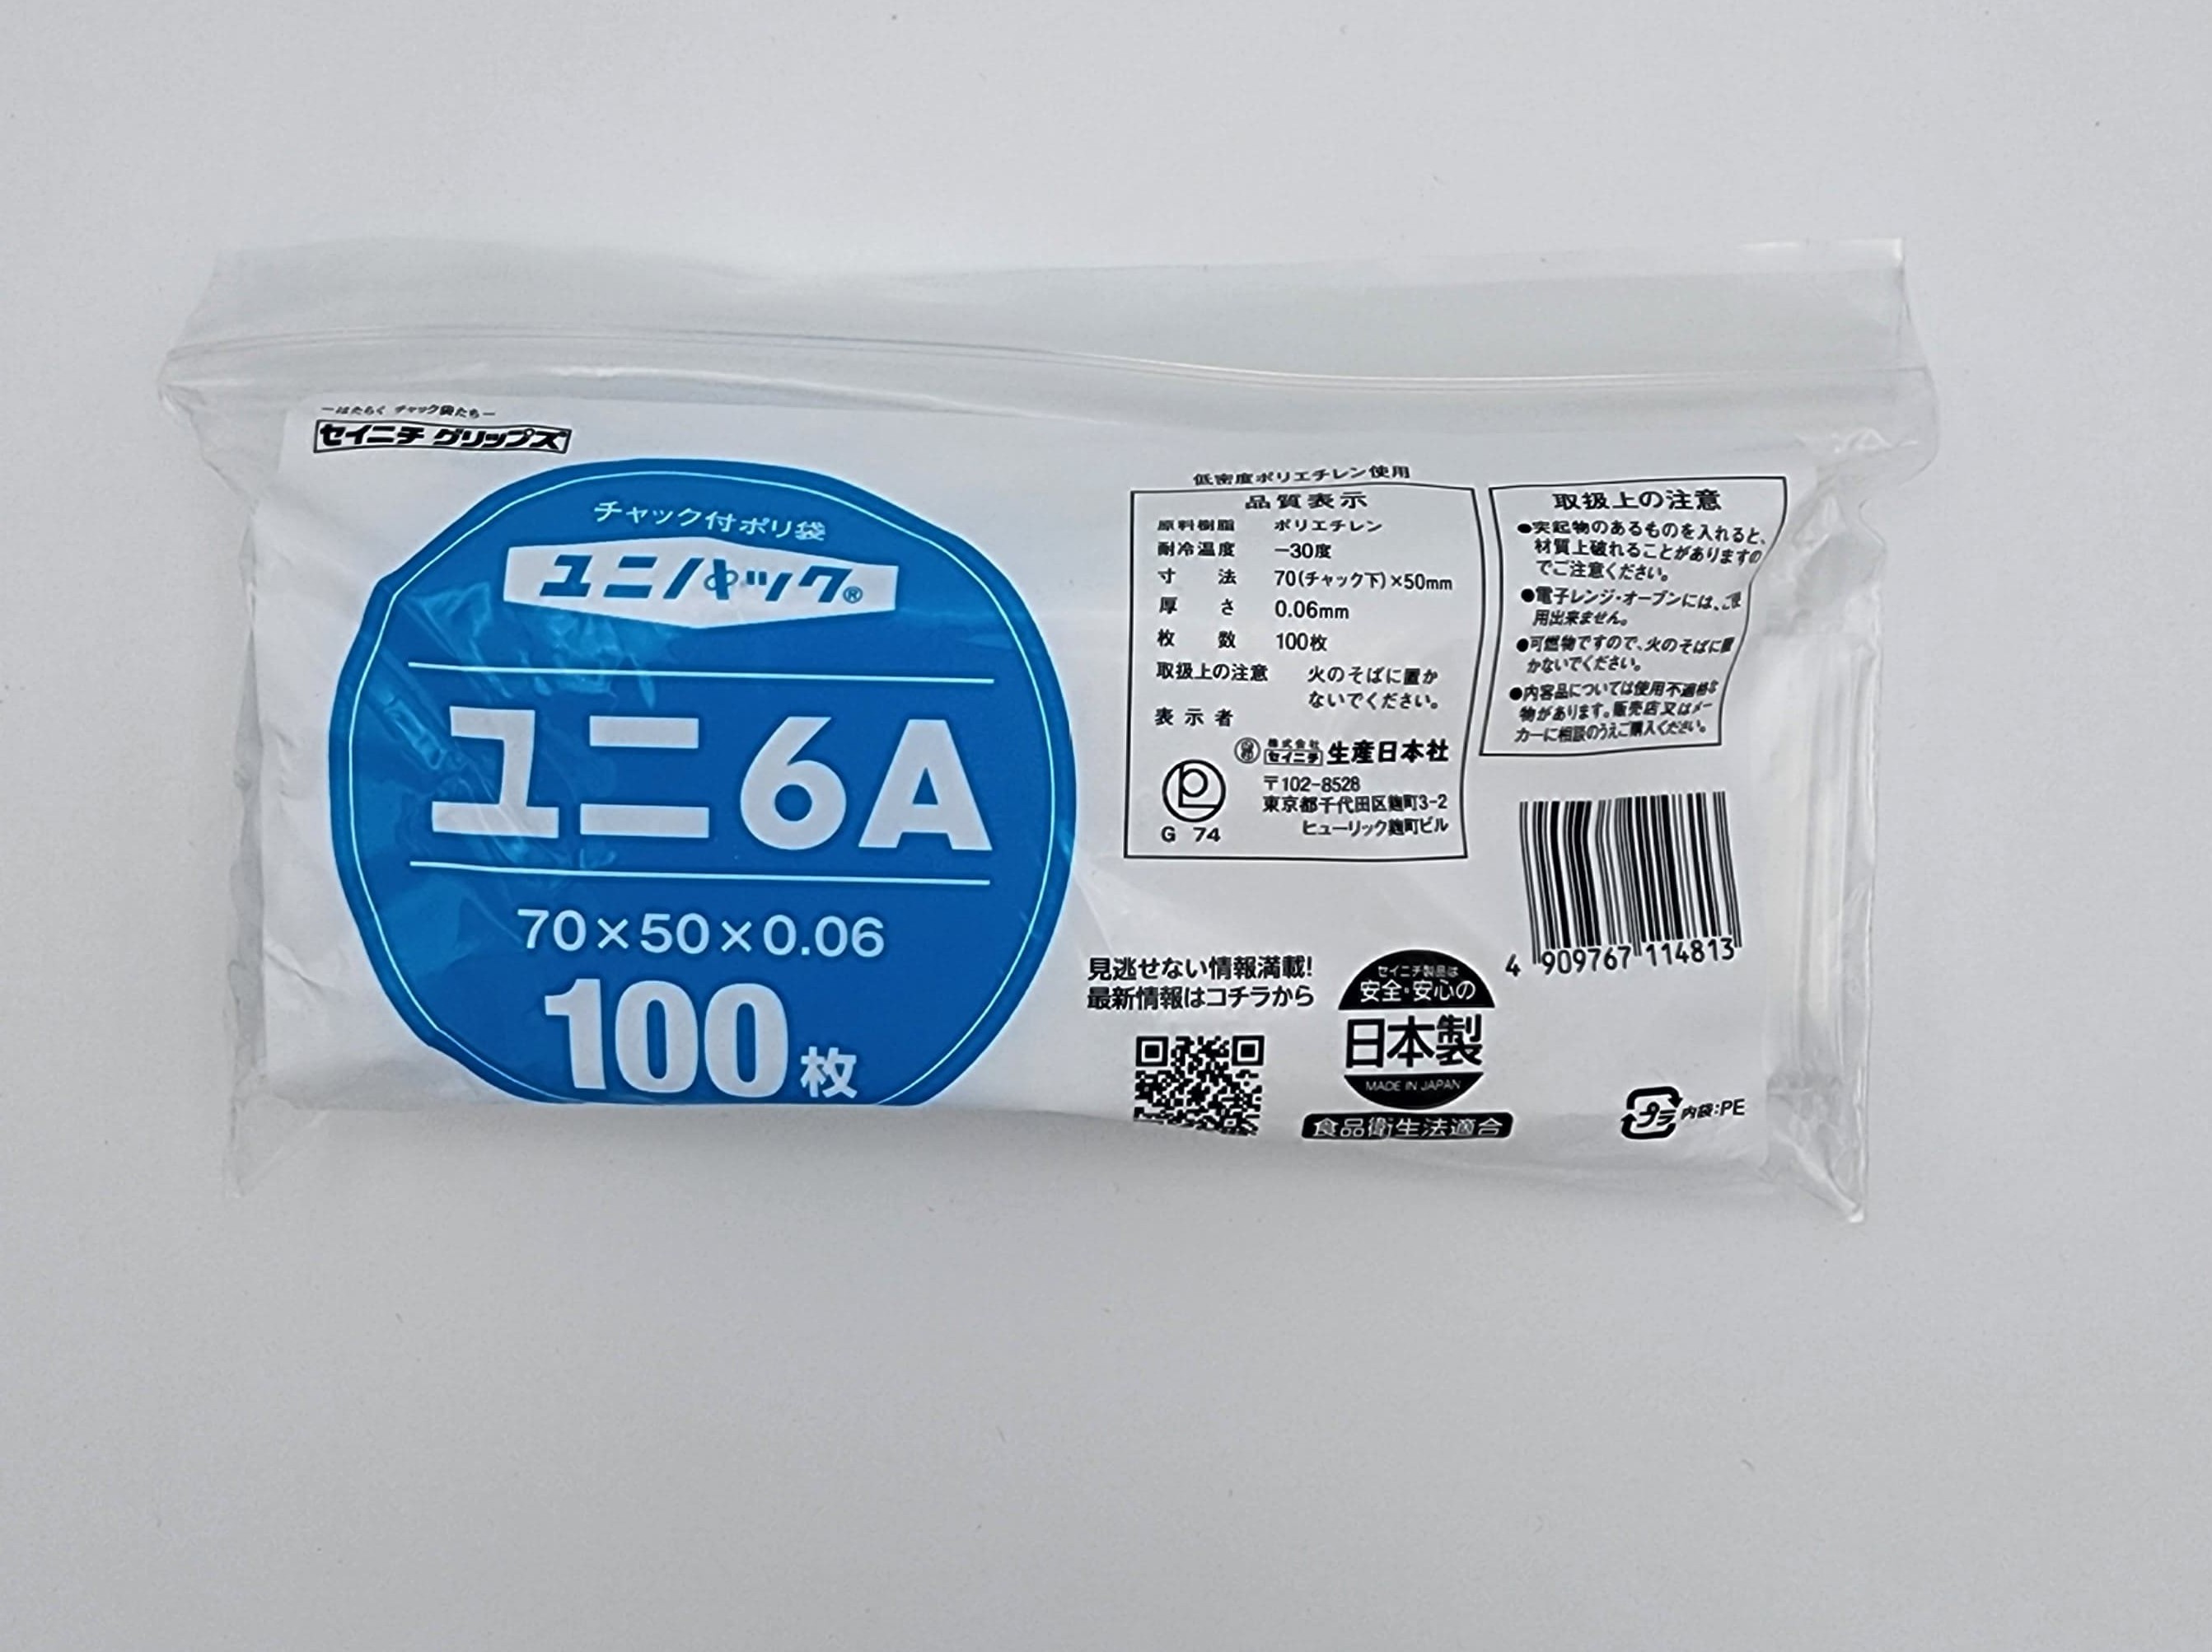 ―はたらく チャック袋たち―
セイニチ グリップス
チャック付ポリ袋
ユニパック®
ユニ6A
70×50×0.06
100枚
低密度ポリエチレン使用
品質表示
原料樹脂 ポリエチレン
耐冷温度 −30度
寸法 70(チャック下)×50mm
厚さ 0.06mm
枚数 100枚
取扱上の注意 火のそばに置か
ないでください。
表示者
株式会社 セイニチ 生産日本社
〒102-8528
東京都千代田区麹町3-2
ヒューリック麹町ビル
G 74
取扱上の注意
●突起物のあるものを入れると、
材質上破れることがありますの
でご注意ください。
●電子レンジ・オーブンには、ご使
用出来ません。
●可燃物ですので、火のそばに置
かないでください。
●内容品については使用不適格な
物があります。販売店又はメー
カーに相談のうえご購入ください。
4 909767 114813
見逃せない情報満載!
最新情報はコチラから
セイニチ製品は
安全・安心の
日本製
MADE IN JAPAN
食品衛生法適合
プラ 内袋:PE